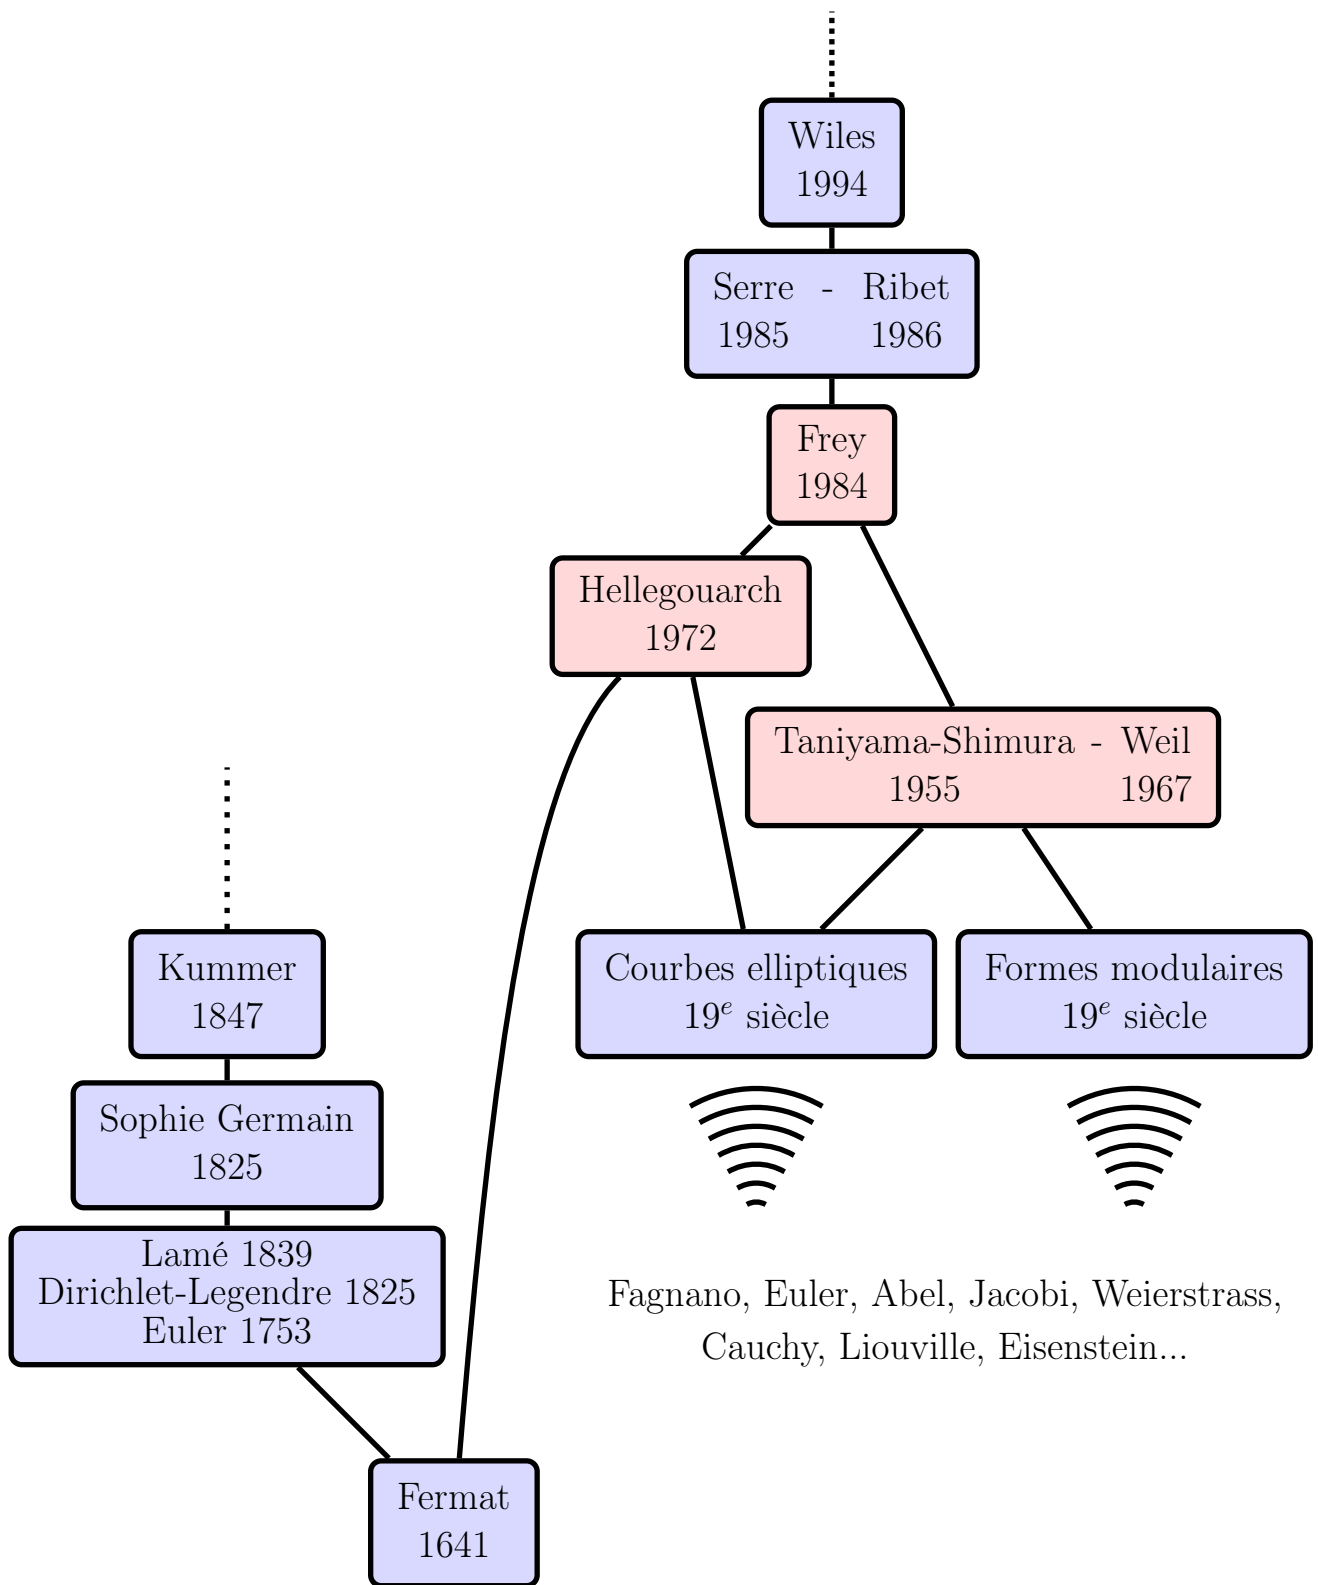 Wiles
1994
Serre - Ribet
1985 1986
Frey
1984
Hellegouarch
1972
Taniyama-Shimura - Weil
1955 1967
Kummer
1847
Courbes elliptiques
19e siècle
Formes modulaires
19e siècle
Sophie Germain
1825
Lamé 1839
Dirichlet-Legendre 1825
Euler 1753
Fagnano, Euler, Abel, Jacobi, Weierstrass,
Cauchy, Liouville, Eisenstein...
Fermat
1641